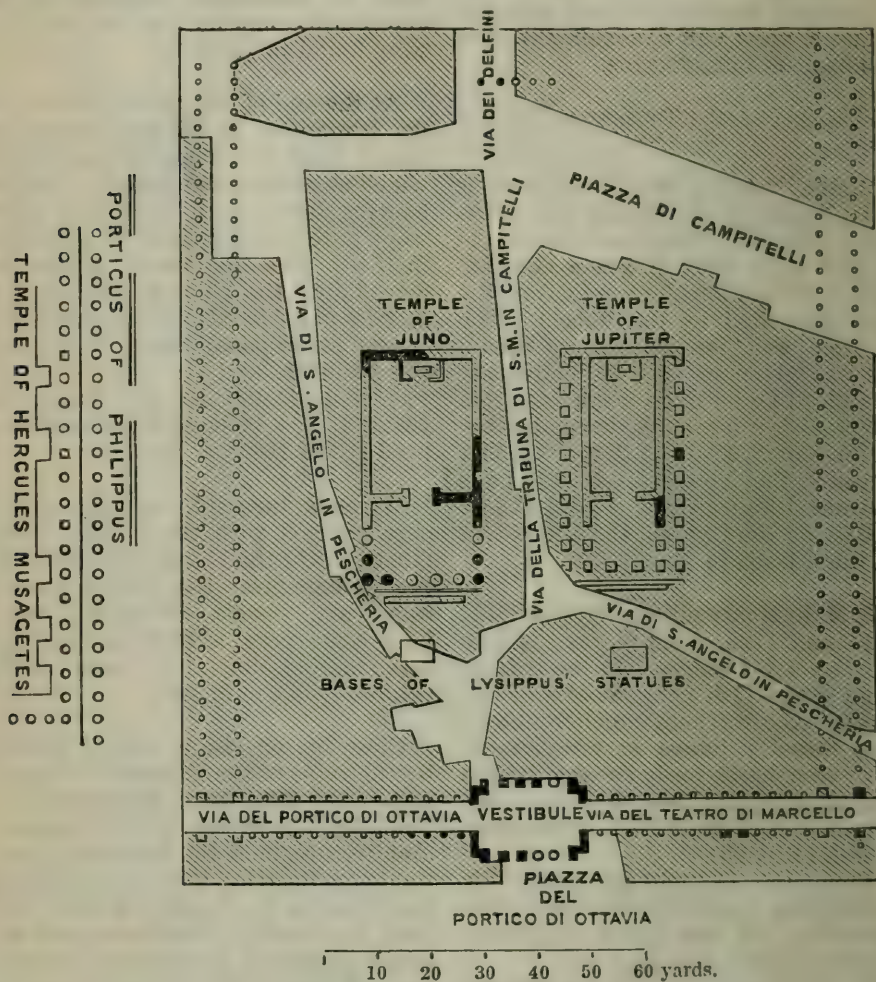 VIA DEI DELFINI
PIAZZA DI CAMPITELLI
PORTICUS OF PHILIPPUS
TEMPLE OF HERCULES MUSACETES
VIA DI S. ANGELO IN PESCHERIA
TEMPLE
OF
JUNO
VIA DELLA TRIBUNA DI S.M. IN CAMPITELLI
TEMPLE
OF
JUPITER
VIA DI S. ANGELO IN PESCHERIA
BASES OF LYSIPPUS' STATUES
VIA DEL PORTICO DI OTTAVIA
VESTIBULE
VIA DEL TEATRO DI MARCELLO
PIAZZA
DEL
PORTICO DI OTTAVIA
10 20 30 40 50 60 yards.